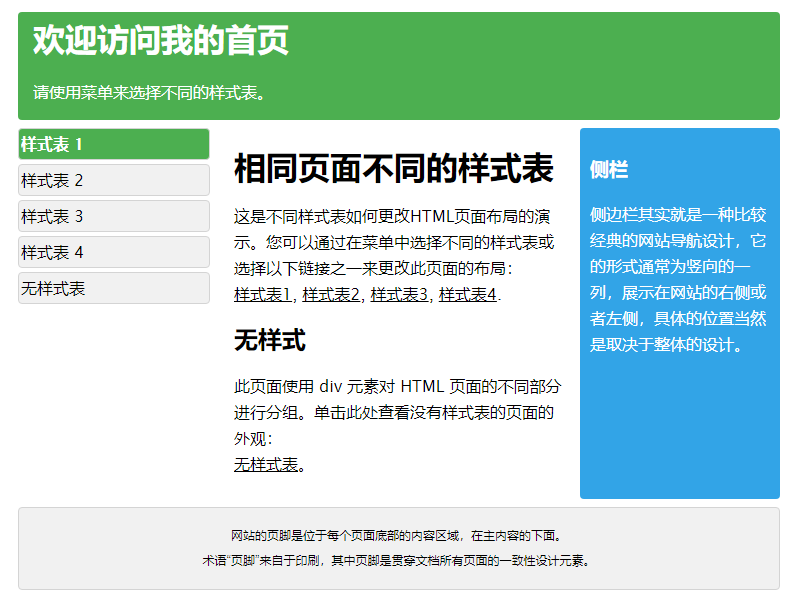 欢迎访问我的首页
请使用菜单来选择不同的样式表。
样式表 1
样式表 2
样式表 3
样式表 4
无样式表
相同页面不同的样式表
这是不同样式表如何更改HTML页面布局的演
示。您可以通过在菜单中选择不同的样式表或
选择以下链接之一来更改此页面的布局：
样式表1, 样式表2, 样式表3, 样式表4.
无样式
此页面使用 div 元素对 HTML 页面的不同部分
进行分组。单击此处查看没有样式表的页面的
外观：
无样式表。
侧栏
侧边栏其实就是一种比较
经典的网站导航设计，它
的形式通常为竖向的一
列，展示在网站的右侧或
者左侧，具体的位置当然
是取决于整体的设计。
网站的页脚是位于每个页面底部的内容区域，在主内容的下面。
术语“页脚”来自于印刷，其中页脚是贯穿文档所有页面的一致性设计元素。